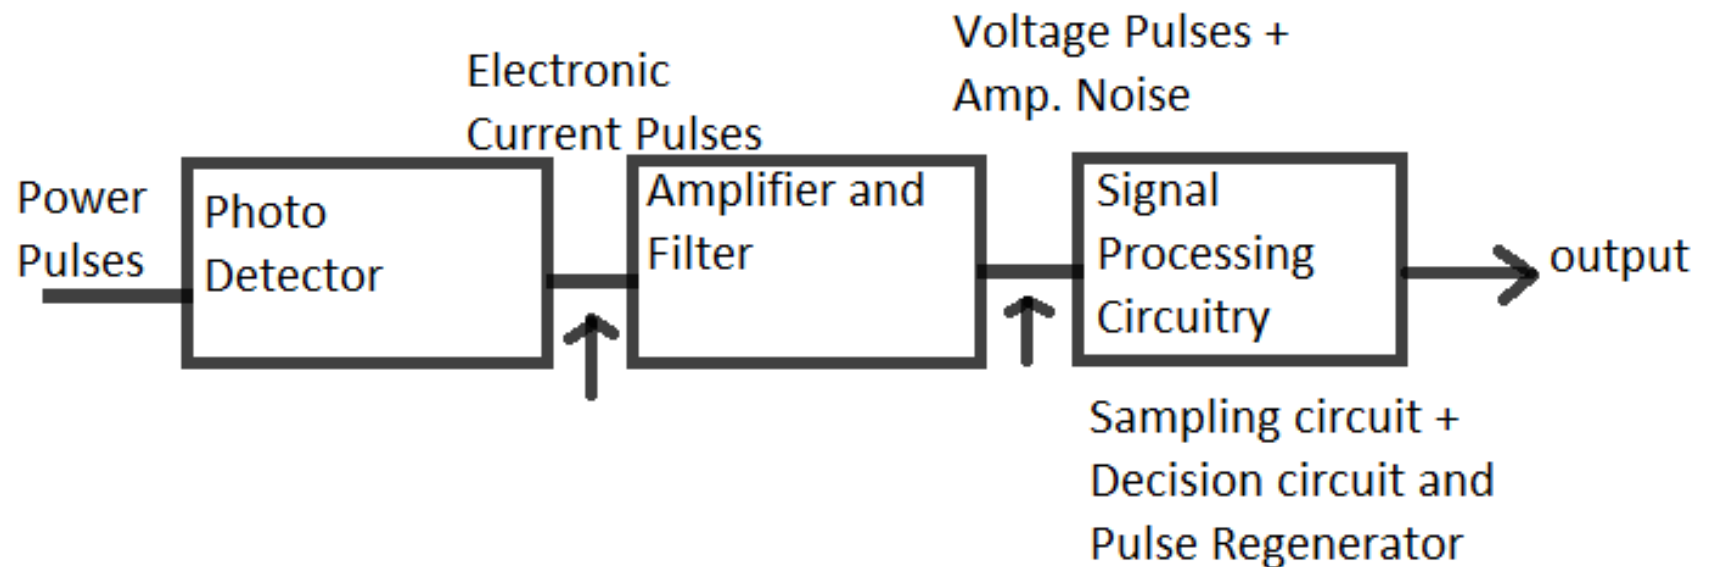 Power
Pulses
Photo
Detector
Electronic
Current Pulses
Amplifier and
Filter
Voltage Pulses +
Amp. Noise
Signal
Processing
Circuitry
output
Sampling circuit +
Decision circuit and
Pulse Regenerator